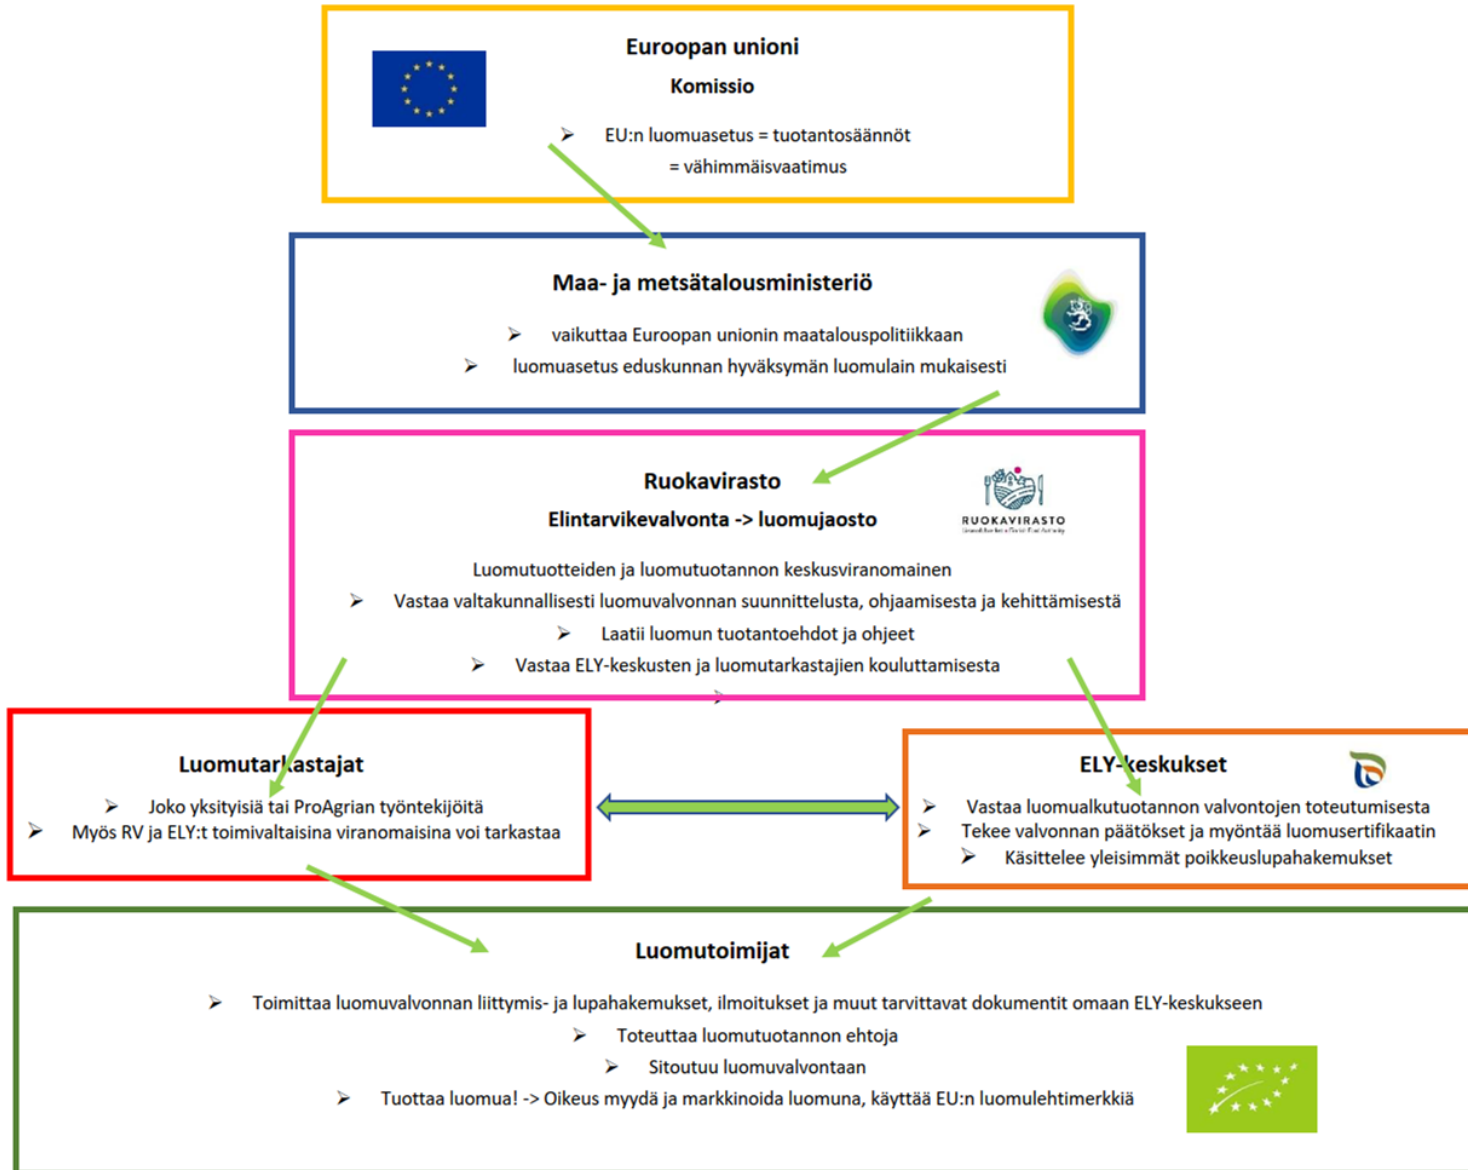 Euroopan unioni
Komissio
➢ EU:n luomuasetus = tuotantosäännöt
= vähimmäisvaatimus
Maa- ja metsätalousministeriö
➢ vaikuttaa Euroopan unionin maatalouspolitiikkaan
➢ luomuasetus eduskunnan hyväksymän luomulain mukaisesti
Ruokavirasto
Elintarvikevalvonta -> luomujaosto
RUOKAVIRASTO
Luomutuotteiden ja luomutuotannon keskusviranomainen
➢ Vastaa valtakunnallisesti luomuvalvonnan suunnittelusta, ohjaamisesta ja kehittämisestä
➢ Laatii luomun tuotantoehdot ja ohjeet
➢ Vastaa ELY-keskusten ja luomutarkastajien kouluttamisesta
➢
Luomutarkastajat
➢ Joko yksityisiä tai ProAgrian työntekijöitä
➢ Myös RV ja ELY:t toimivaltaisina viranomaisina voi tarkastaa
ELY-keskukset
➢ Vastaa luomualkutuotannon valvontojen toteutumisesta
➢ Tekee valvonnan päätökset ja myöntää luomusertifikaatin
➢ Käsittelee yleisimmät poikkeuslupahakemukset
Luomutoimijat
➢ Toimittaa luomuvalvonnan liittymis- ja lupahakemukset, ilmoitukset ja muut tarvittavat dokumentit omaan ELY-keskukseen
➢ Toteuttaa luomutuotannon ehtoja
➢ Sitoutuu luomuvalvontaan
➢ Tuottaa luomua! -> Oikeus myydä ja markkinoida luomuna, käyttää EU:n luomulehtimerkkiä